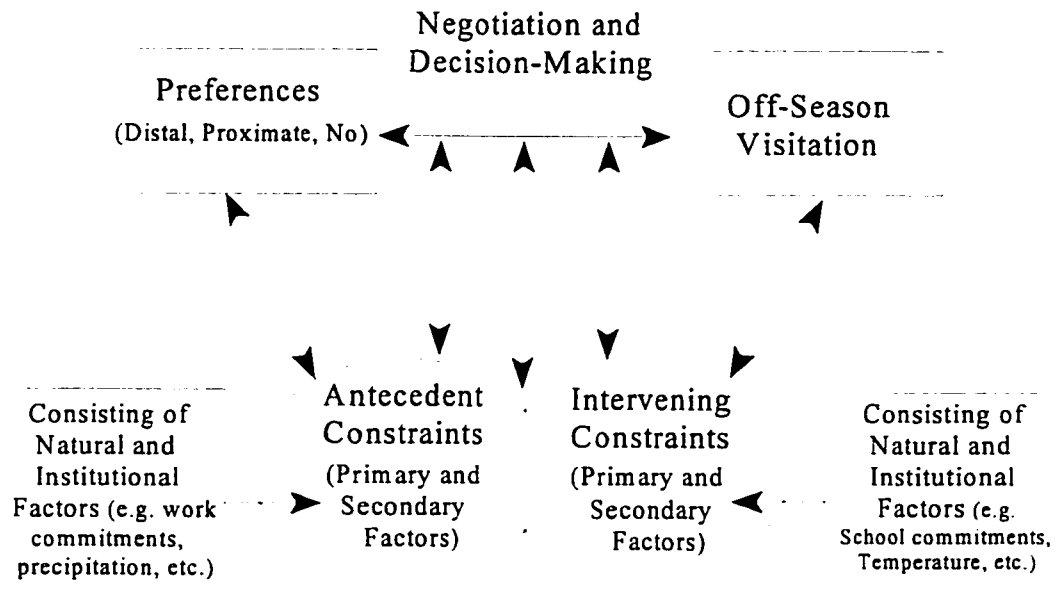 Negotiation and
Decision-Making
Preferences
(Distal, Proximate, No)
Off-Season
Visitation
Consisting of
Natural and
Institutional
Factors (e.g. work
commitments,
precipitation, etc.)
Antecedent
Constraints
(Primary and
Secondary
Factors)
Intervening
Constraints
(Primary and
Secondary
Factors)
Consisting of
Natural and
Institutional
Factors (e.g.
School commitments,
Temperature, etc.)